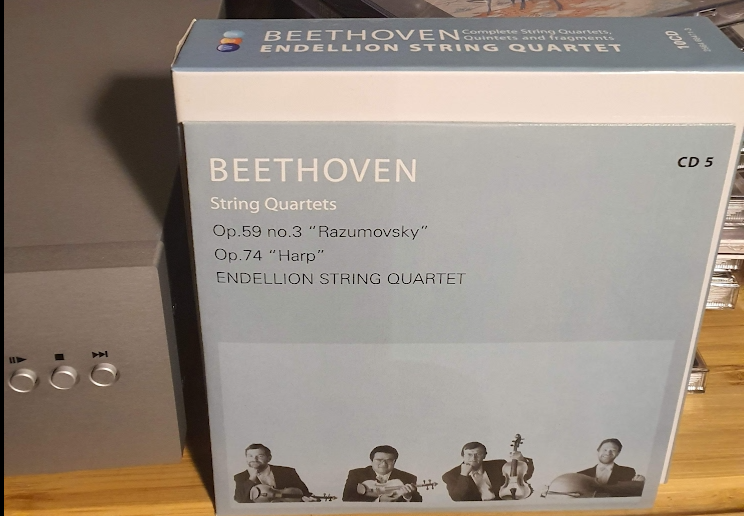 BEETHOVEN Complete String Quartets,
Quintets and fragments
ENDELLION STRING QUARTET
10CD
BEETHOVEN
CD 5
String Quartets
Op.59 no.3 “Razumovsky”
Op.74 “Harp”
ENDELLION STRING QUARTET